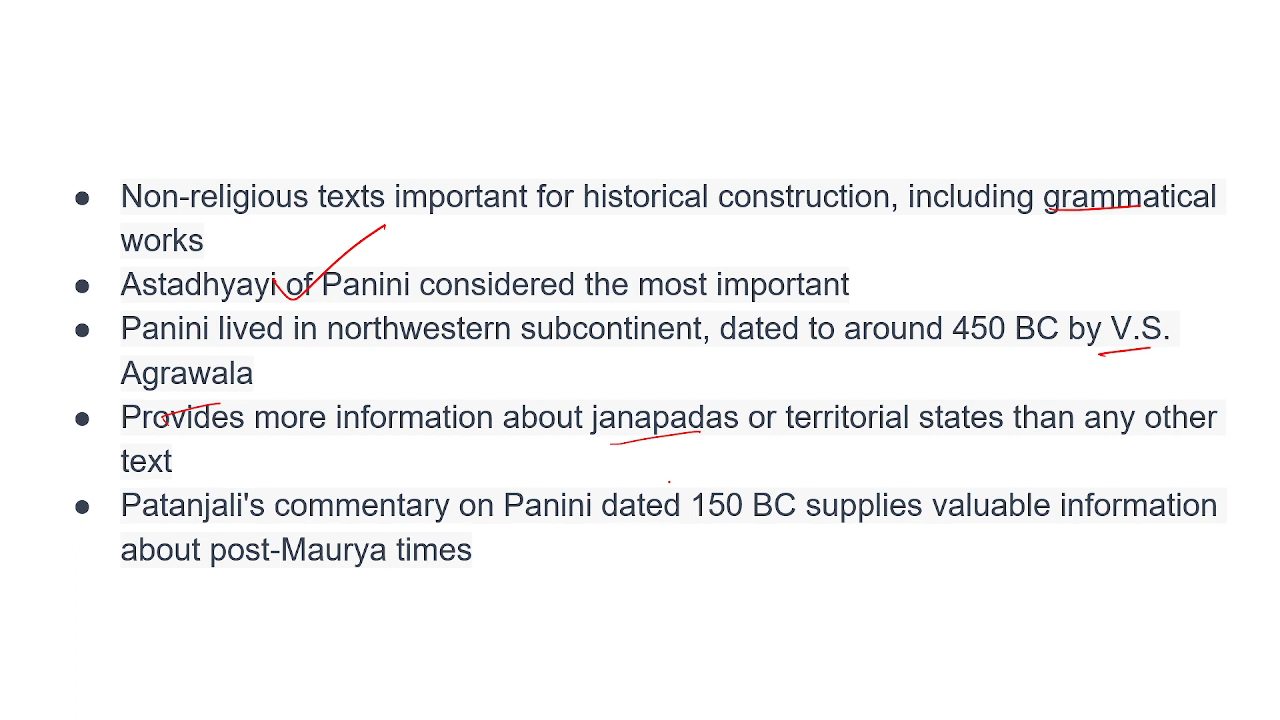 ● Non-religious texts important for historical construction, including grammatical
works
● Astadhyayi of Panini considered the most important
● Panini lived in northwestern subcontinent, dated to around 450 BC by V.S.
Agrawala
● Provides more information about janapadas or territorial states than any other
text
● Patanjali's commentary on Panini dated 150 BC supplies valuable information
about post-Maurya times